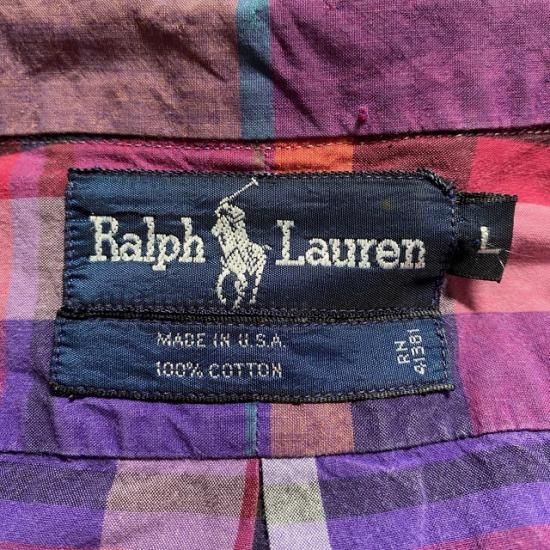 Ralph Lauren
L
MADE IN U.S.A.
100% COTTON
RN 41381